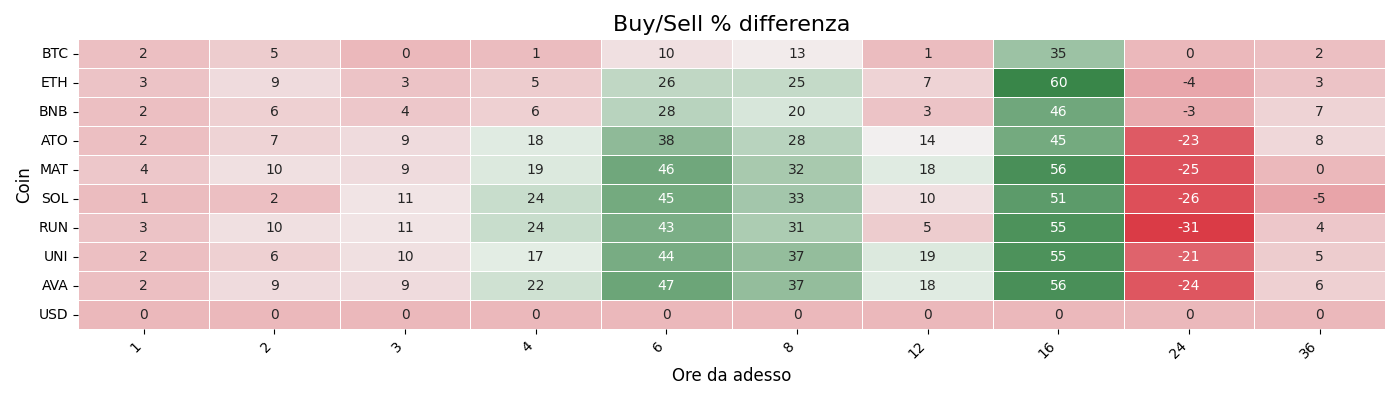 Buy/Sell % differenza
Coin
BTC 2 5 0 1 10 13 1 35 0 2
ETH 3 9 3 5 26 25 7 60 -4 3
BNB 2 6 4 6 28 20 3 46 -3 7
ATO 2 7 9 18 38 28 14 45 -23 8
MAT 4 10 9 19 46 32 18 56 -25 0
SOL 1 2 11 24 45 33 10 51 -26 -5
RUN 3 10 11 24 43 31 5 55 -31 4
UNI 2 6 10 17 44 37 19 55 -21 5
AVA 2 9 9 22 47 37 18 56 -24 6
USD 0 0 0 0 0 0 0 0 0 0
1 2 3 4 6 8 12 16 24 36
Ore da adesso